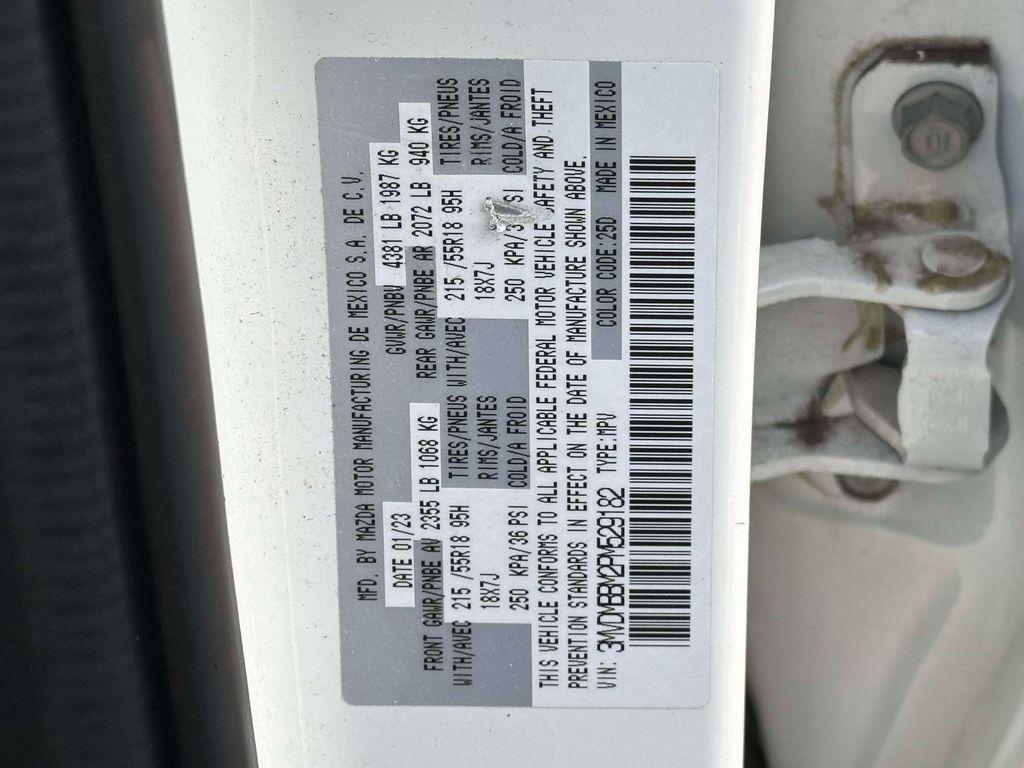 MFD. BY MAZDA MOTOR MANUFACTURING DE MEXICO S.A. DE C.V.
DATE 01/23 GVWR/PNBV 4381 LB 1987 KG
FRONT GAWR/PNBE AV 2355 LB 1068 KG REAR GAWR/PNBE AR 2072 LB 940 KG
WITH/AVEC 215 /55R18 95H TIRES/PNEUS WITH/AVEC 215 /55R18 95H TIRES/PNEUS
18X7J RIMS/JANTES 18X7J RIMS/JANTES
250 KPA/36 PSI COLD/A FROID 250 COLD/A FROID
THIS VEHICLE CONFORMS TO ALL APPLICABLE FEDERAL MOTOR VEHICLE SAFETY AND THEFT
PREVENTION STANDARDS IN EFFECT ON THE DATE OF MANUFACTURE SHOWN ABOVE.
VIN: 3MVDMBBM2PM529182 TYPE:MPV COLOR CODE:25D MADE IN MEXICO